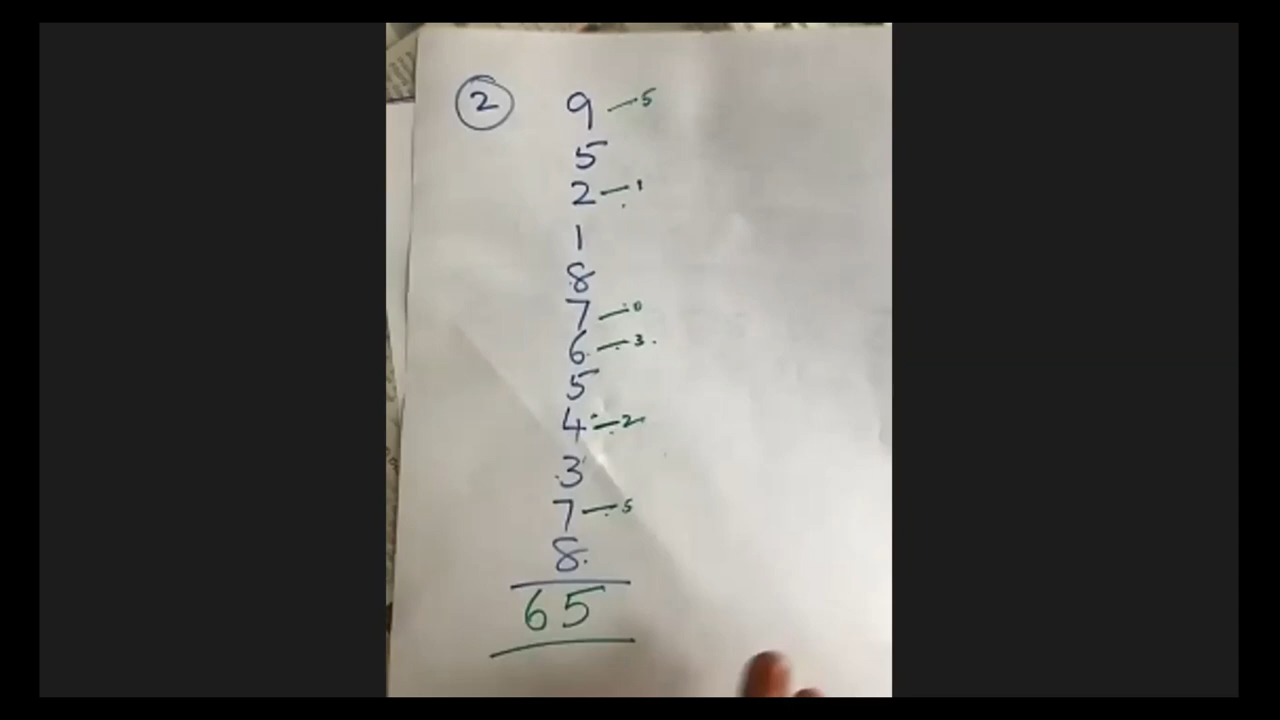 ② 9 — 5
5
2 — 1
1
8
7 — 0
6 — 3
5
4 — 2
3
7 — 5
8
65